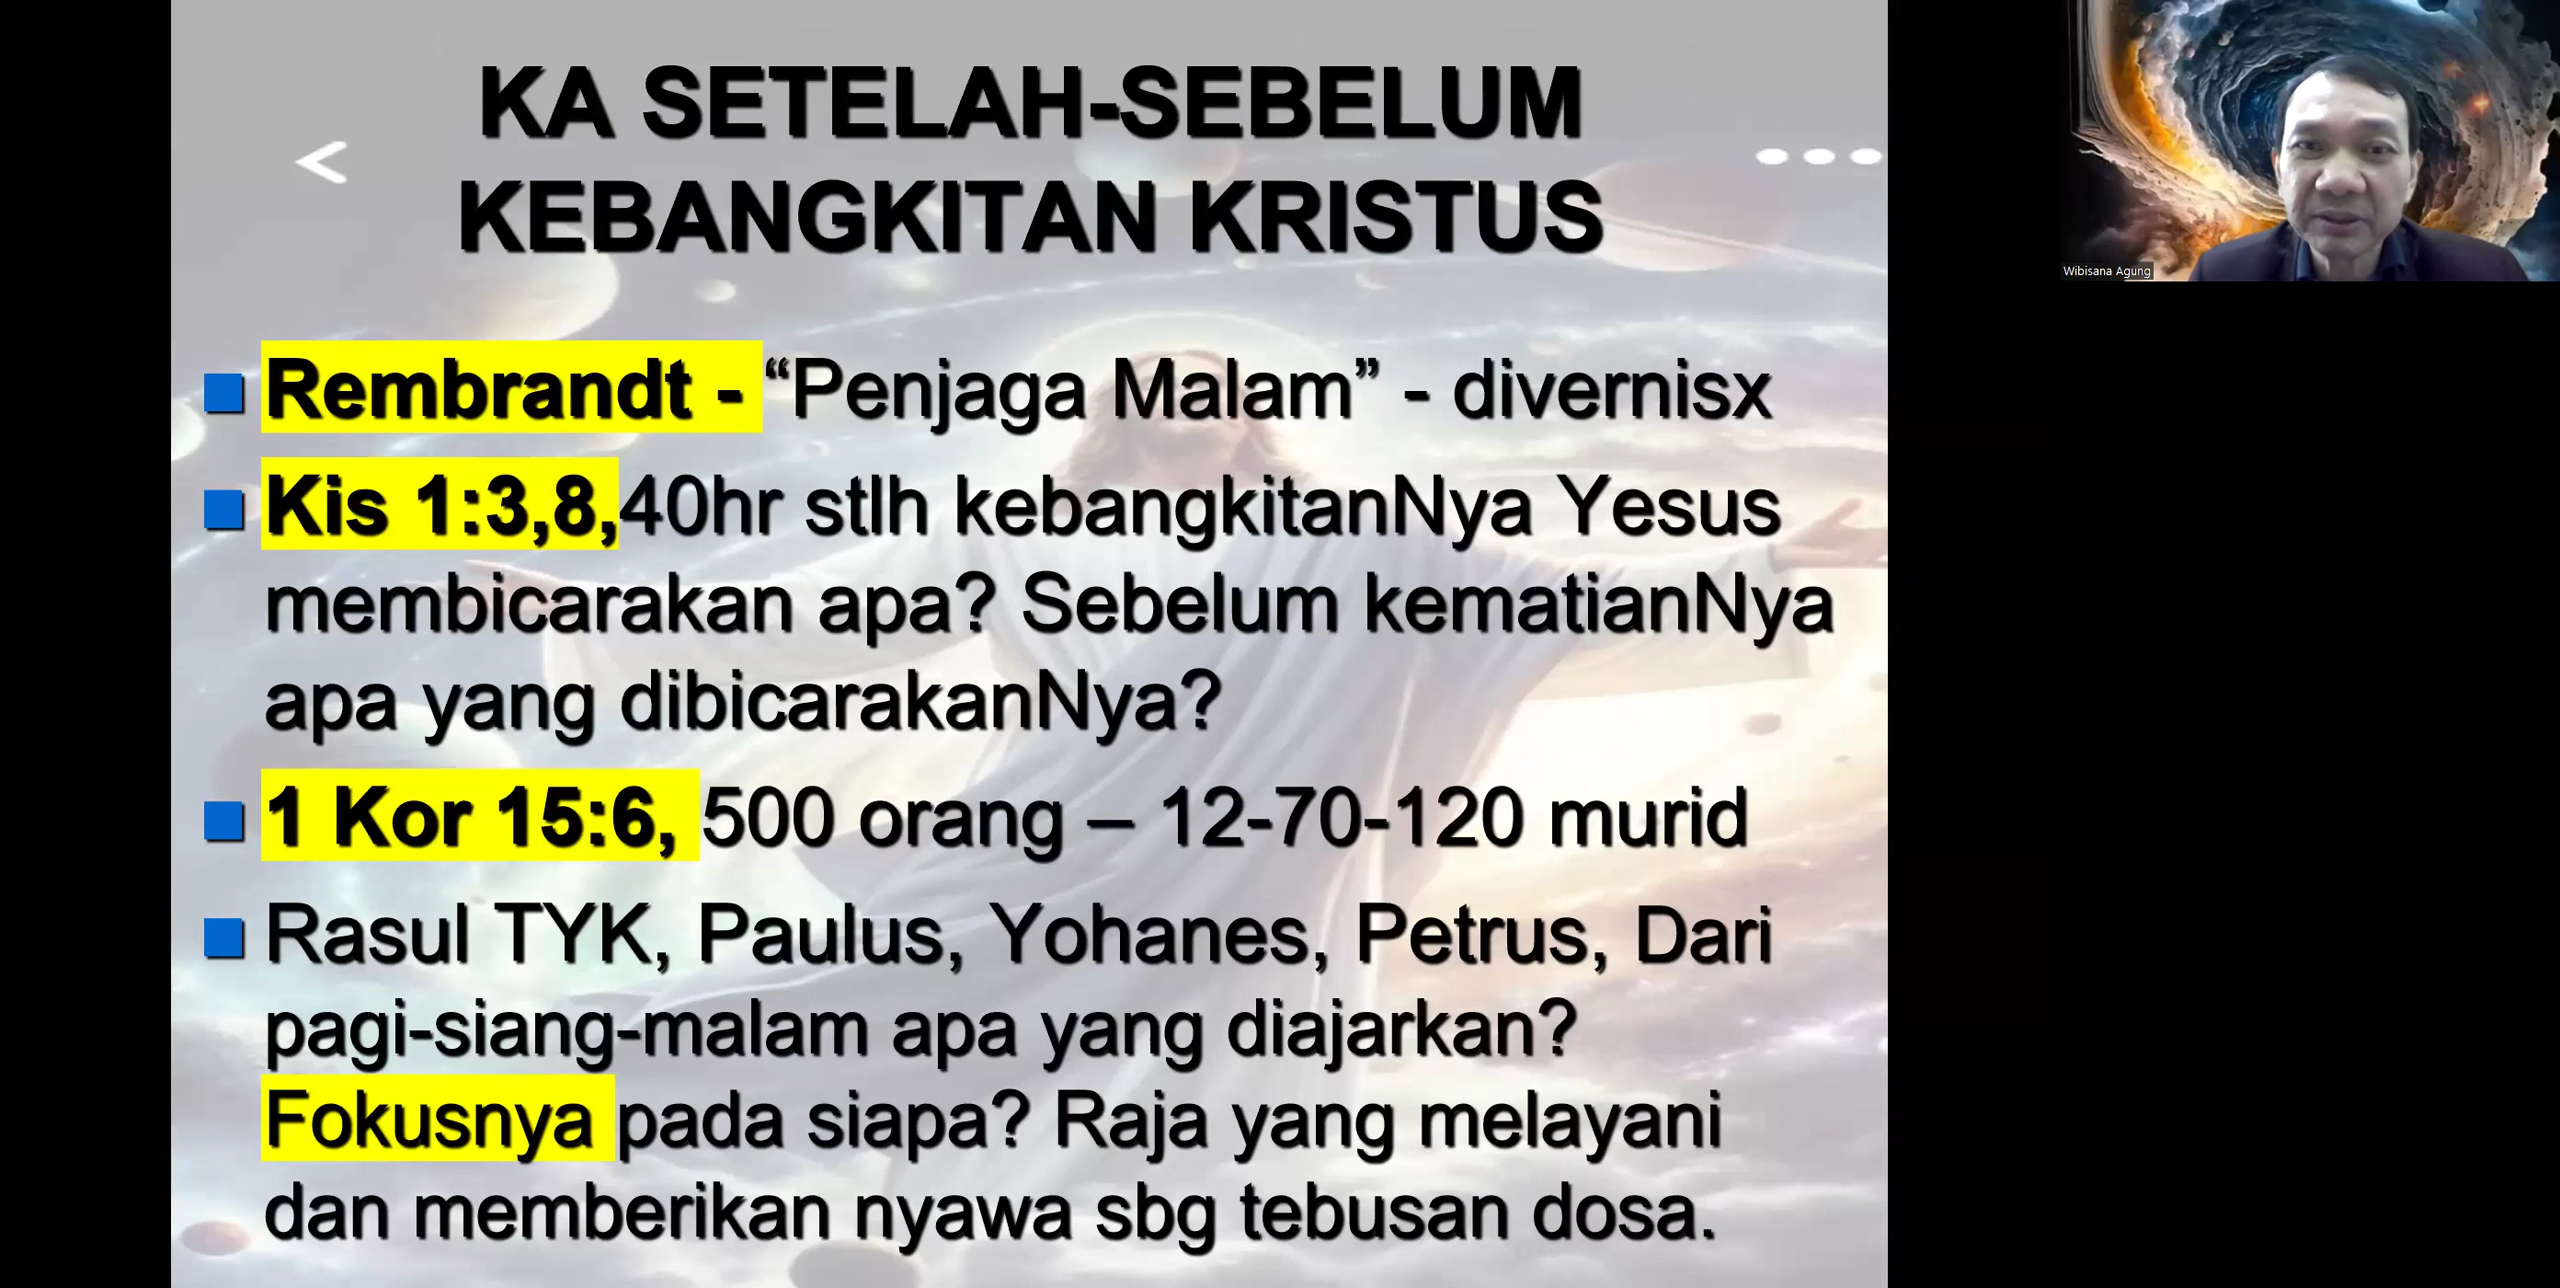 KA SETELAH-SEBELUM
KEBANGKITAN KRISTUS
Rembrandt - “Penjaga Malam” - divernisx
Kis 1:3,8,40hr stlh kebangkitanNya Yesus
membicarakan apa? Sebelum kematianNya
apa yang dibicarakanNya?
1 Kor 15:6, 500 orang – 12-70-120 murid
Rasul TYK, Paulus, Yohanes, Petrus, Dari
pagi-siang-malam apa yang diajarkan?
Fokusnya pada siapa? Raja yang melayani
dan memberikan nyawa sbg tebusan dosa.
Wibisana Agung